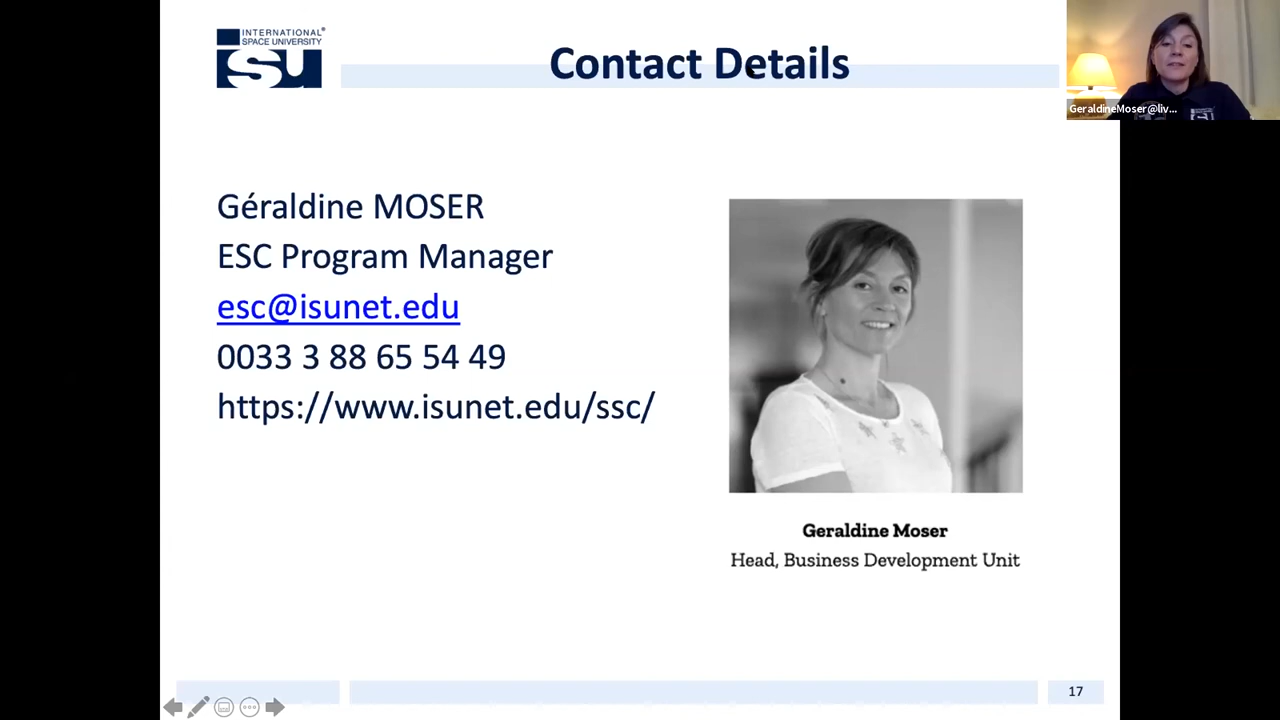 INTERNATIONAL
SPACE UNIVERSITY
isu
Contact Details
GeraldineMoser@liv...
Géraldine MOSER
ESC Program Manager
esc@isunet.edu
0033 3 88 65 54 49
https://www.isunet.edu/ssc/
Geraldine Moser
Head, Business Development Unit
17